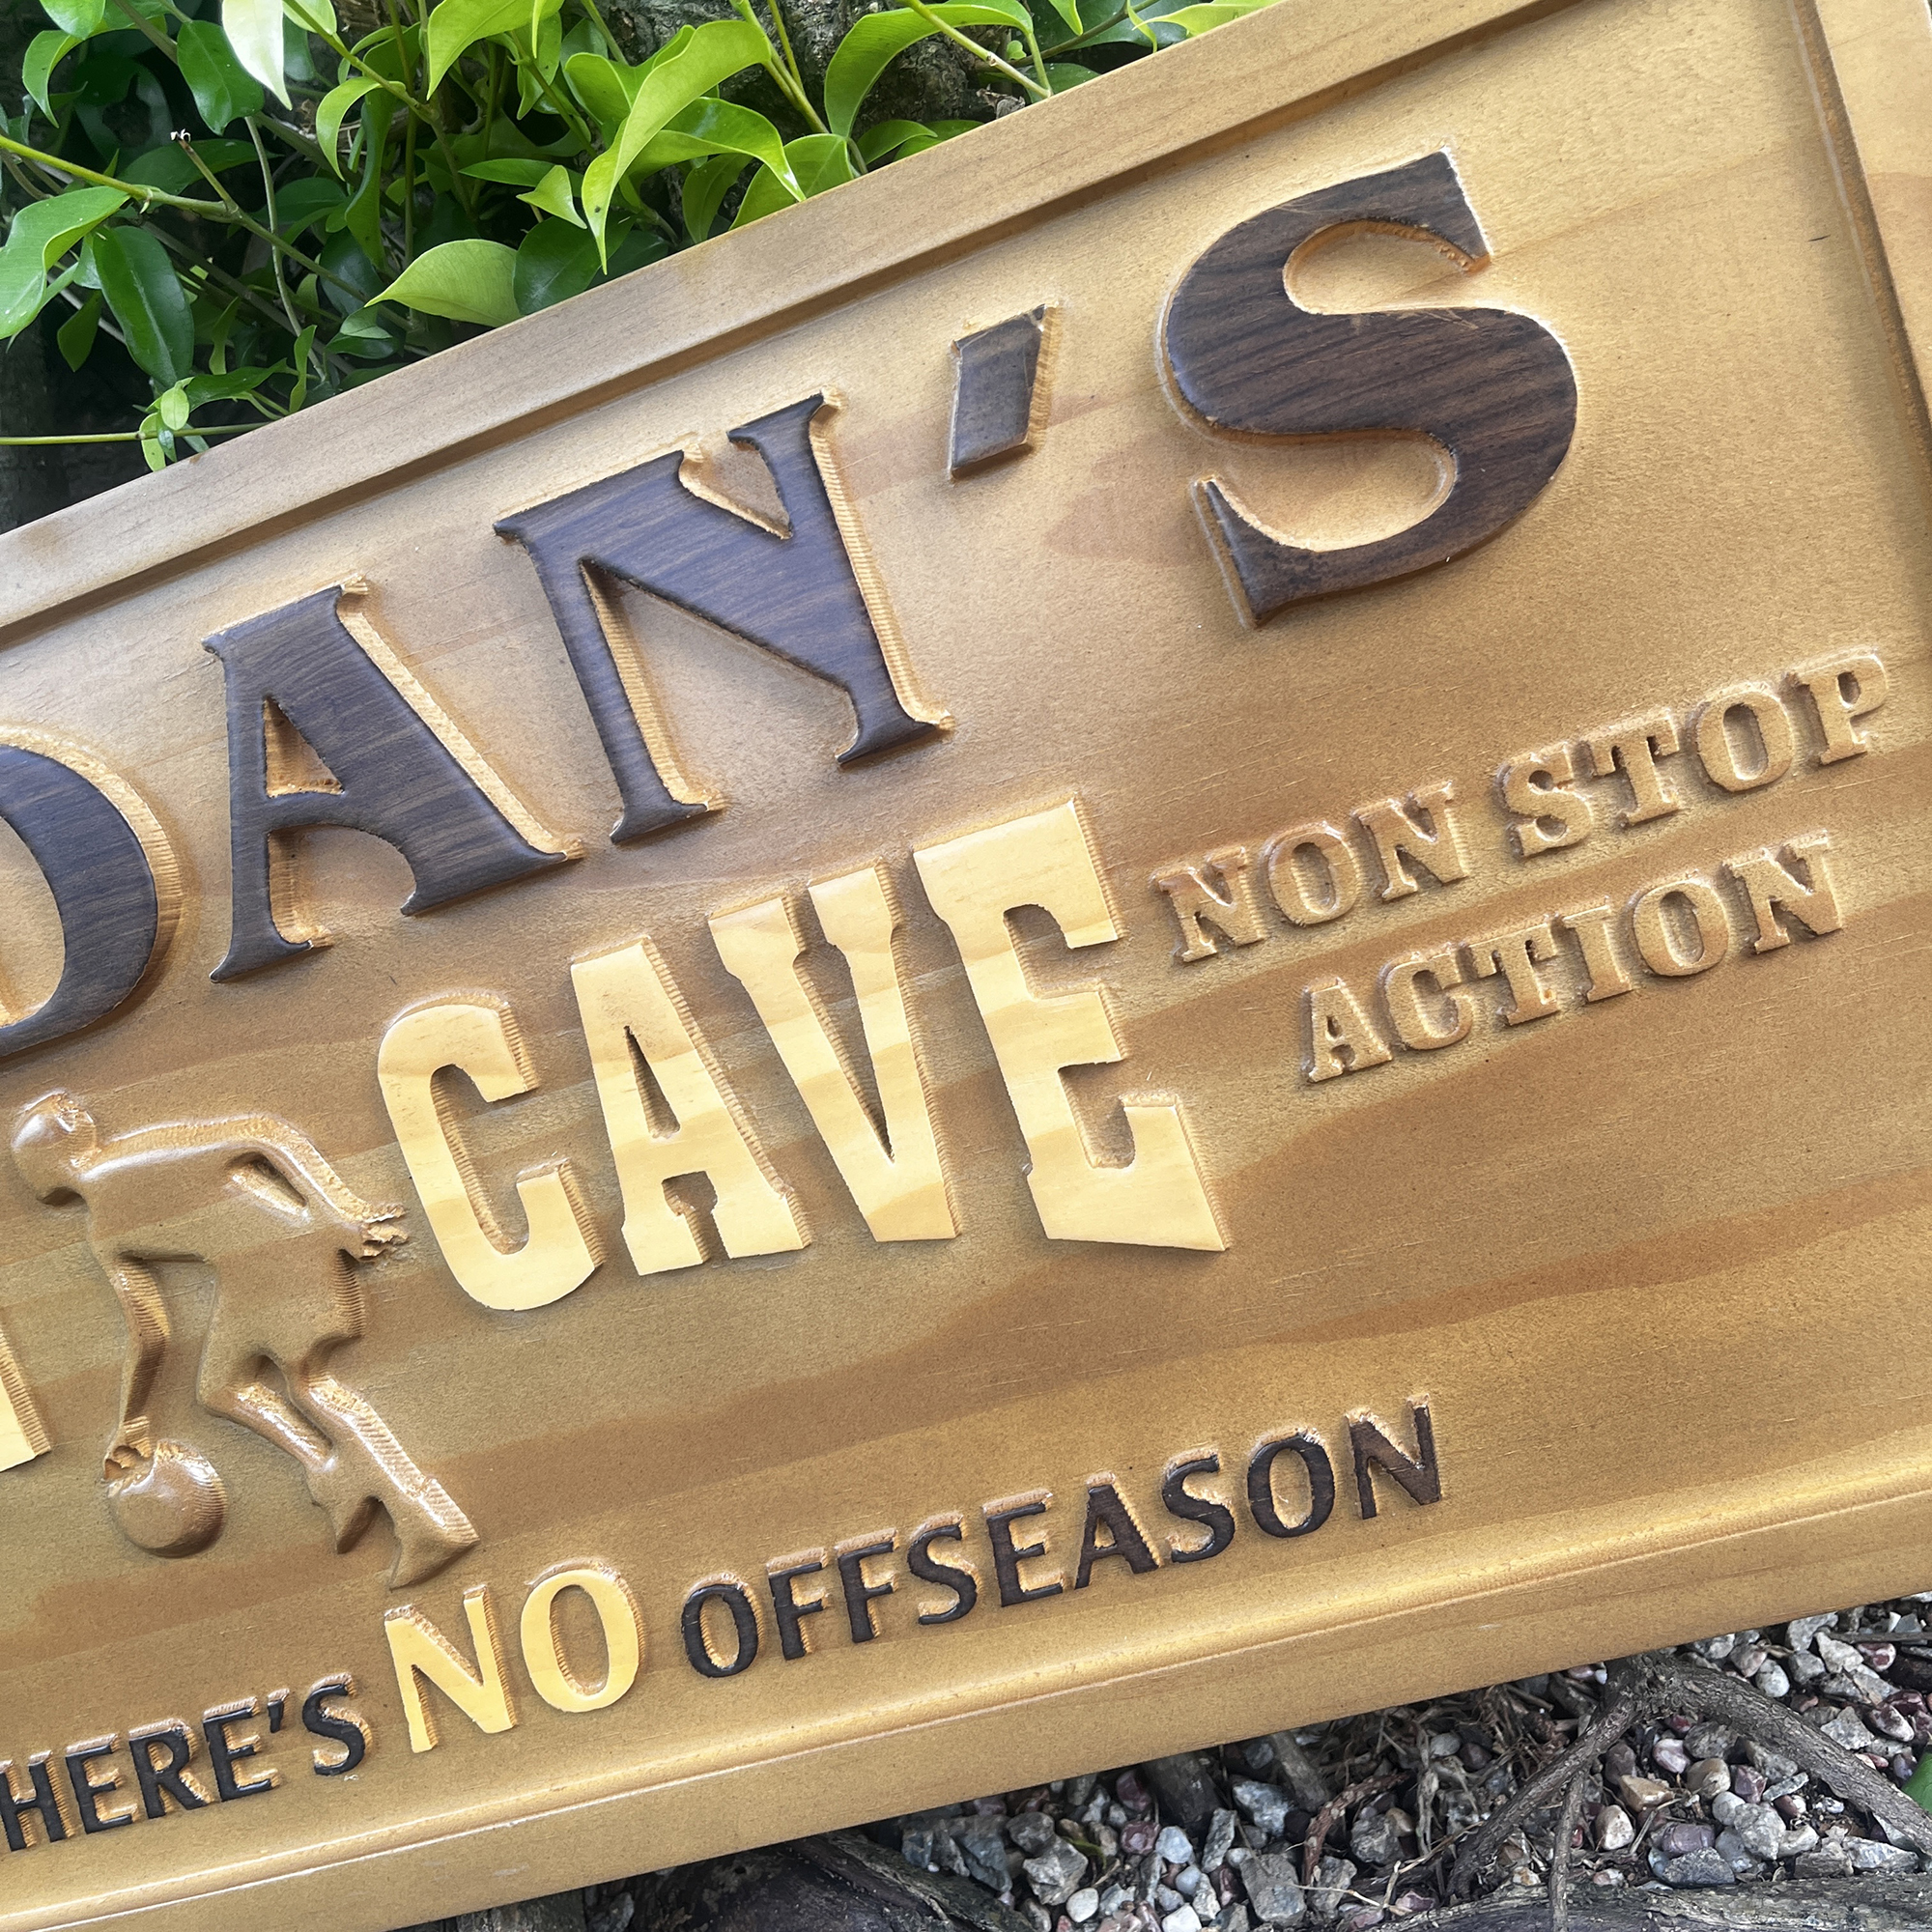 DAN'S
CAVE
NON STOP
ACTION
HERE'S NO OFFSEASON